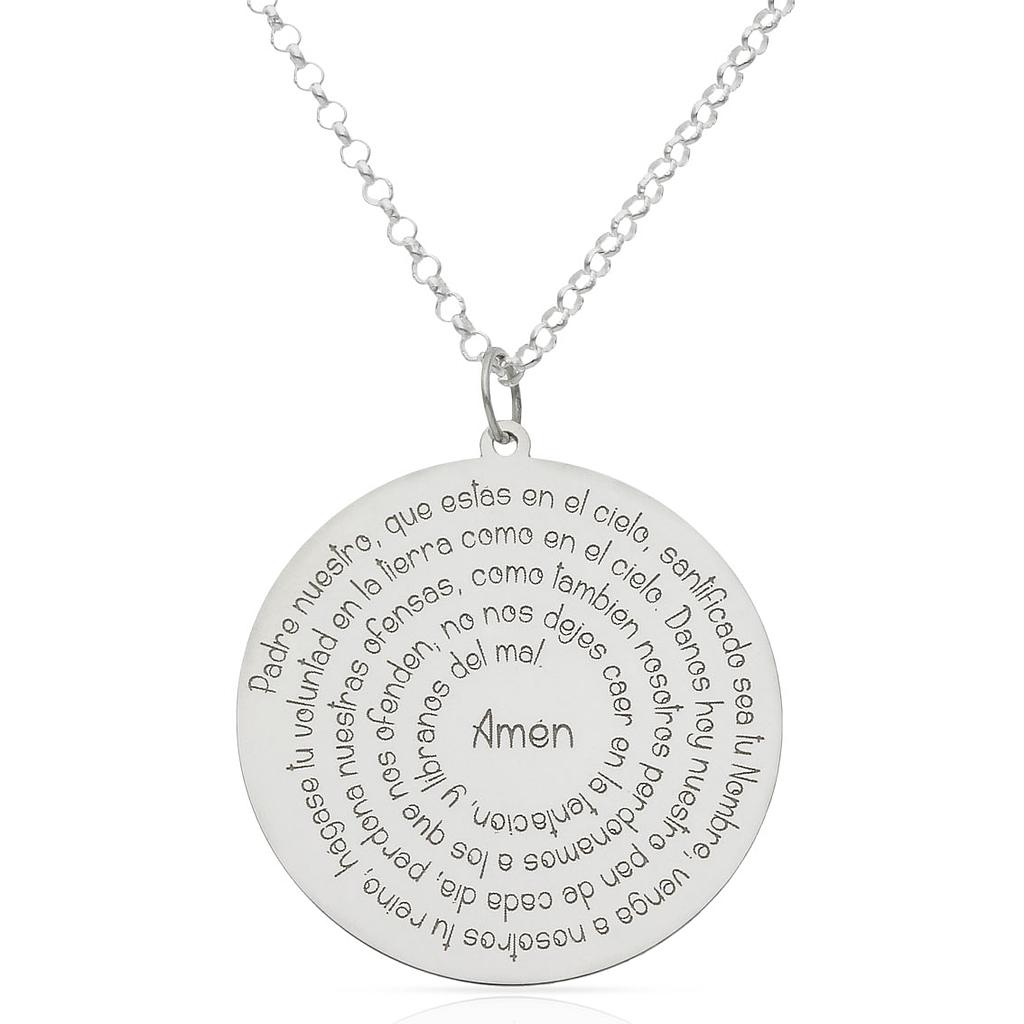 Padre nuestro, que estás en el cielo, santificado sea tu Nombre; venga a nosotros tu reino, hágase tu voluntad en la tierra como en el cielo. Danos hoy nuestro pan de cada dia; perdona nuestras ofensas, como tambien nosotros perdonamos a los que nos ofenden; no nos dejes caer en la tentacion, y libranos del mal.
Amén